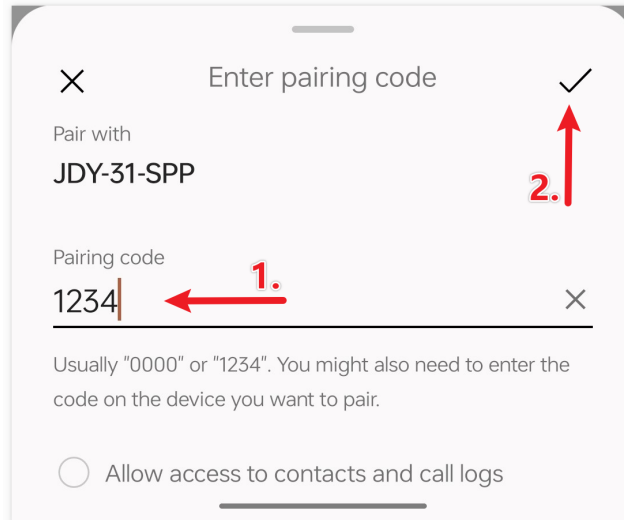 Enter pairing code
Pair with
JDY-31-SPP
2.
Pairing code
1.
1234
Usually "0000" or "1234". You might also need to enter the
code on the device you want to pair.
Allow access to contacts and call logs